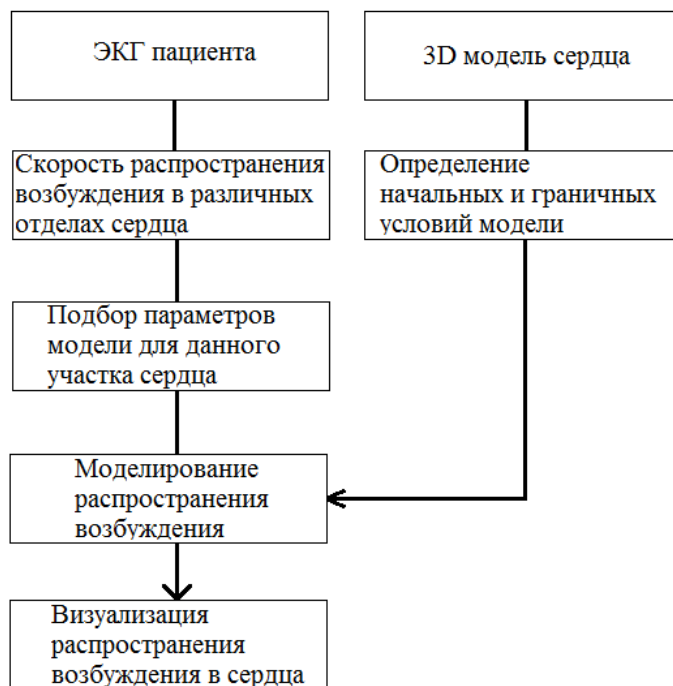 ЭКГ пациента
3D модель сердца
Скорость распространения
возбуждения в различных
отделах сердца
Определение
начальных и граничных
условий модели
Подбор параметров
модели для данного
участка сердца
Моделирование
распространения
возбуждения
Визуализация
распространения
возбуждения в сердца